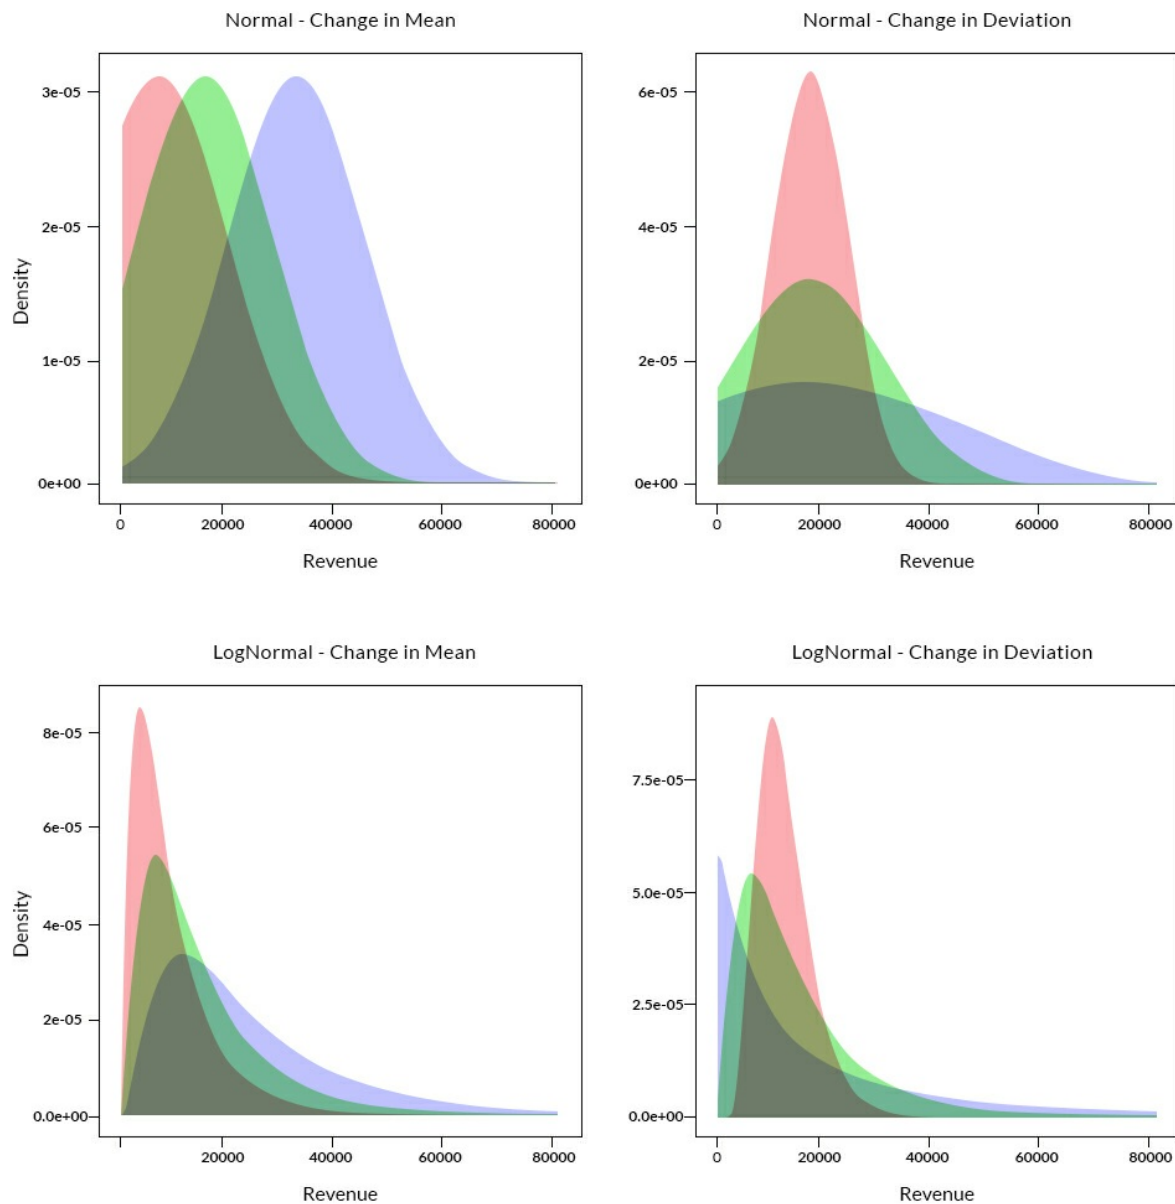 Normal - Change in Mean
3e-05
2e-05
1e-05
0e+00
Density
0
20000
40000
60000
80000
Revenue
Normal - Change in Deviation
6e-05
4e-05
2e-05
0e+00
0
20000
40000
60000
80000
Revenue
LogNormal - Change in Mean
8e-05
6e-05
4e-05
2e-05
0.0e+00
Density
0
20000
40000
60000
80000
Revenue
LogNormal - Change in Deviation
7.5e-05
5.0e-05
2.5e-05
0.0e+00
0
20000
40000
60000
80000
Revenue